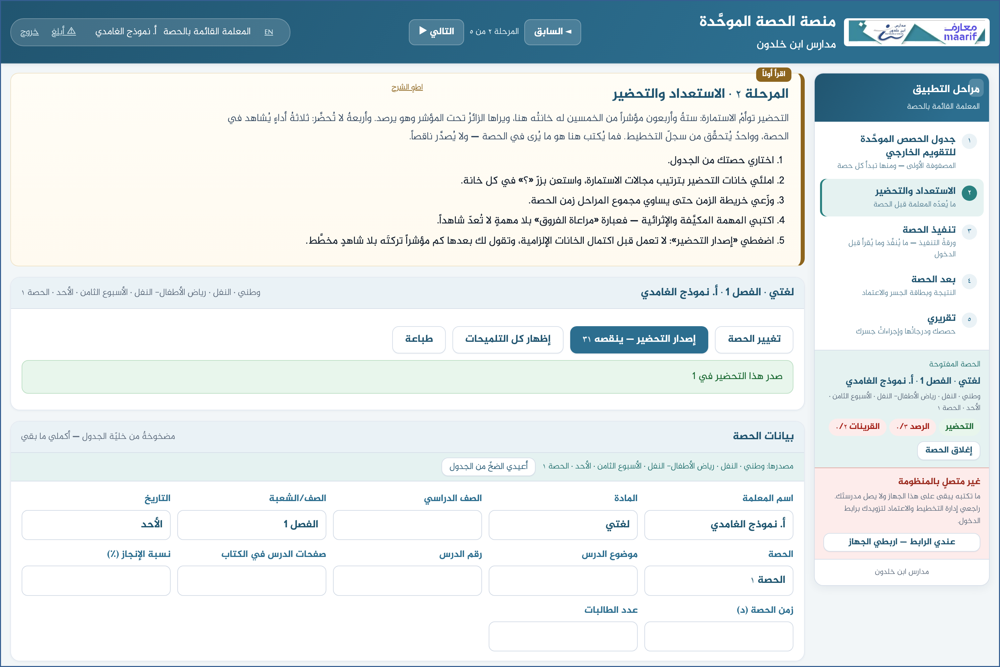 معارف
maarif
مدارس
ابن خلدون
Ibn Khaldun Schools
منصة الحصة الموحَّدة
مدارس ابن خلدون
◄ السابق
المرحلة ٢ من ٥
التالي ▶
EN
المعلمة القائمة بالحصة أ. نموذج الغامدي
⚠ أبلغ
خروج
مراحل التطبيق
المعلمة القائمة بالحصة
١
جدول الحصص الموحَّدة
للتقويم الخارجي
المصفوفة الأولى — ومنها تبدأ كل حصة
٢
الاستعداد والتحضير
ما يُعدّه المعلمة قبل الحصة
٣
تنفيذ الحصة
ورقةُ التنفيذ — ما يُنفَّذ وما يُقرأ قبل
الدخول
٤
بعد الحصة
النتيجة وبطاقة الجسر والاعتماد
٥
تقريري
حصصك ودرجاتُها وإجراءاتُ جسرك
الحصة المفتوحة
لغتي · الفصل 1 · أ. نموذج الغامدي
وطني · النفل · رياض الأطفال– النفل · الأسبوع الثامن ·
الأحد · الحصة ١
التحضير
الرصد ٠/٣
القرينات ٠/٢
إغلاق الحصة
غير متصلٍ بالمنظومة
ما تكتبه يبقى على هذا الجهاز ولا يصل مدرستَك.
راجعي إدارة التخطيط والاعتماد لتزويدك برابط
الدخول.
عندي الرابط — اربطي الجهاز
مدارس ابن خلدون
اقرأ أولاً
المرحلة ٢ · الاستعداد والتحضير
اطوِ الشرح
التحضير توأمُ الاستمارة: ستةُ وأربعون مؤشراً من الخمسين له خانتُه هنا، ويراها الزائرُ تحت المؤشر وهو يرصد. وأربعةُ لا تُحضَّر: ثلاثةُ أداءٍ يُشاهد في
الحصة، وواحدُ يُتحقَّق من سجلّ التخطيط. فما يُكتب هنا هو ما يُرى في الحصة — ولا يُصدَّر ناقصاً.
1. اختاري حصتك من الجدول.
2. املئي خانات التحضير بترتيب مجالات الاستمارة، واستعن بزرّ «؟» في كل خانة.
3. وزّعي خريطة الزمن حتى يساوي مجموع المراحل زمن الحصة.
4. اكتبي المهمة المكيَّفة والإثرائية — فعبارة «مراعاة الفروق» بلا مهمةٍ لا تُعدّ شاهداً.
5. اضغطي «إصدار التحضير»: لا تعمل قبل اكتمال الخانات الإلزامية، وتقول لك بعدها كم مؤشراً تركتَه بلا شاهدٍ مخطَّط.
لغتي · الفصل 1 · أ. نموذج الغامدي
وطني · النفل · رياض الأطفال– النفل · الأسبوع الثامن · الأحد · الحصة ١
تغيير الحصة
إصدار التحضير — ينقصه ٣١
إظهار كل التلميحات
طباعة
صدر هذا التحضير في 1
بيانات الحصة
مضخوخةُ من خليّة الجدول — أكملي ما بقي
مصدرها: وطني · النفل · رياض الأطفال– النفل · الأسبوع الثامن · الأحد · الحصة ١
أعيدي الضخّ من الجدول
اسم المعلمة
المادة
الصف الدراسي
الصف/الشعبة
التاريخ
أ. نموذج الغامدي
لغتي
الفصل 1
الأحد
الحصة
موضوع الدرس
رقم الدرس
صفحات الدرس في الكتاب
نسبة الإنجاز (٪)
الحصة ١
زمن الحصة (د)
عدد الطالبات